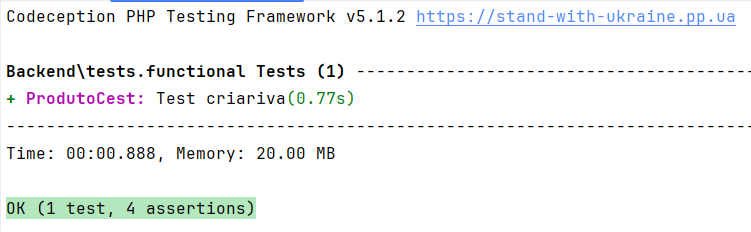 Codeception PHP Testing Framework v5.1.2 https://stand-with-ukraine.pp.ua
Backend\tests.functional Tests (1) ----------------------------------------
+ ProdutoCest: Test criariva(0.77s)
---------------------------------------------------------------------------
Time: 00:00.888, Memory: 20.00 MB
OK (1 test, 4 assertions)